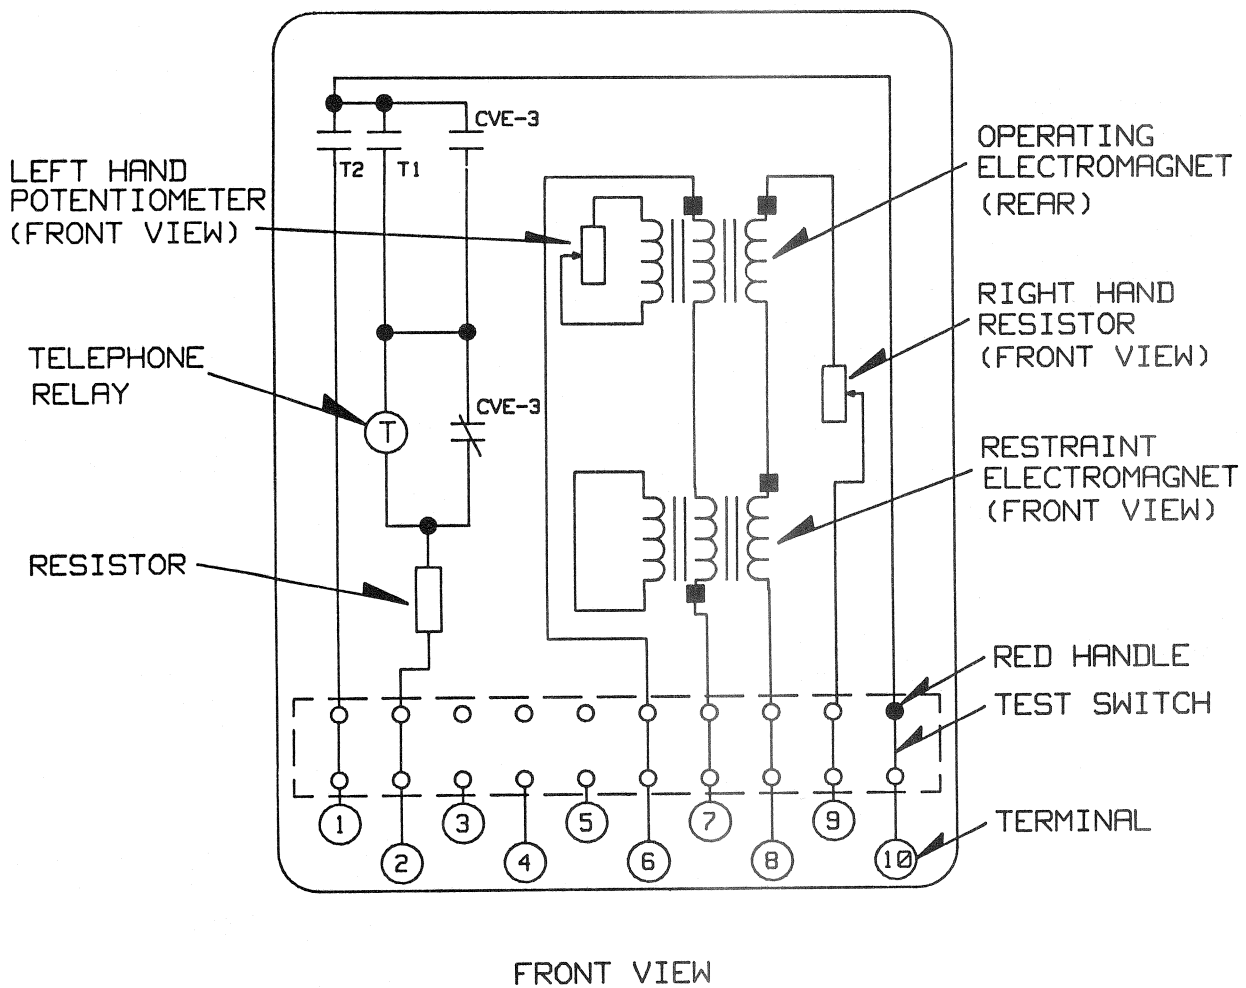 CVE-3
T2
T1
LEFT HAND
POTENTIOMETER
(FRONT VIEW)
OPERATING
ELECTROMAGNET
(REAR)
RIGHT HAND
RESISTOR
(FRONT VIEW)
TELEPHONE
RELAY
T
CVE-3
RESTRAINT
ELECTROMAGNET
(FRONT VIEW)
RESISTOR
RED HANDLE
TEST SWITCH
TERMINAL
1
2
3
4
5
6
7
8
9
10
FRONT VIEW